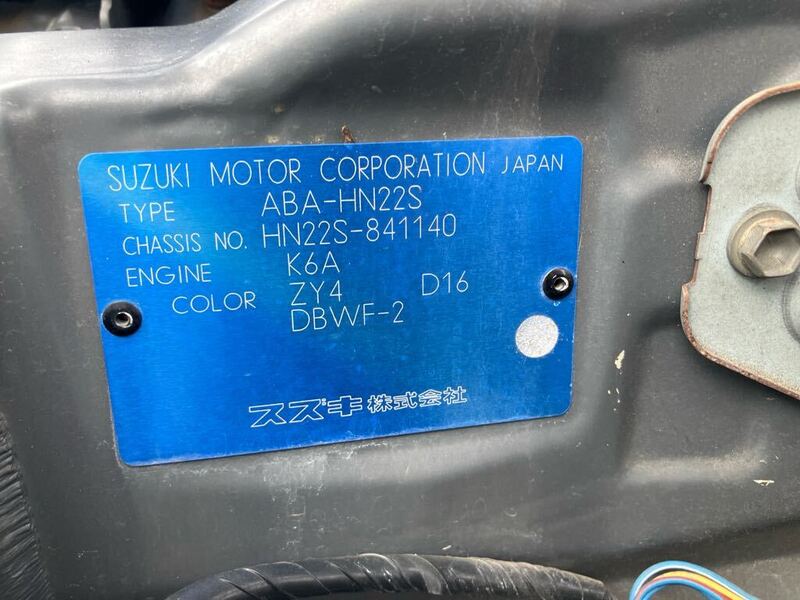 SUZUKI MOTOR CORPORATION JAPAN
TYPE ABA-HN22S
CHASSIS NO. HN22S-841140
ENGINE K6A
COLOR ZY4 D16
DBWF-2
スズキ株式会社